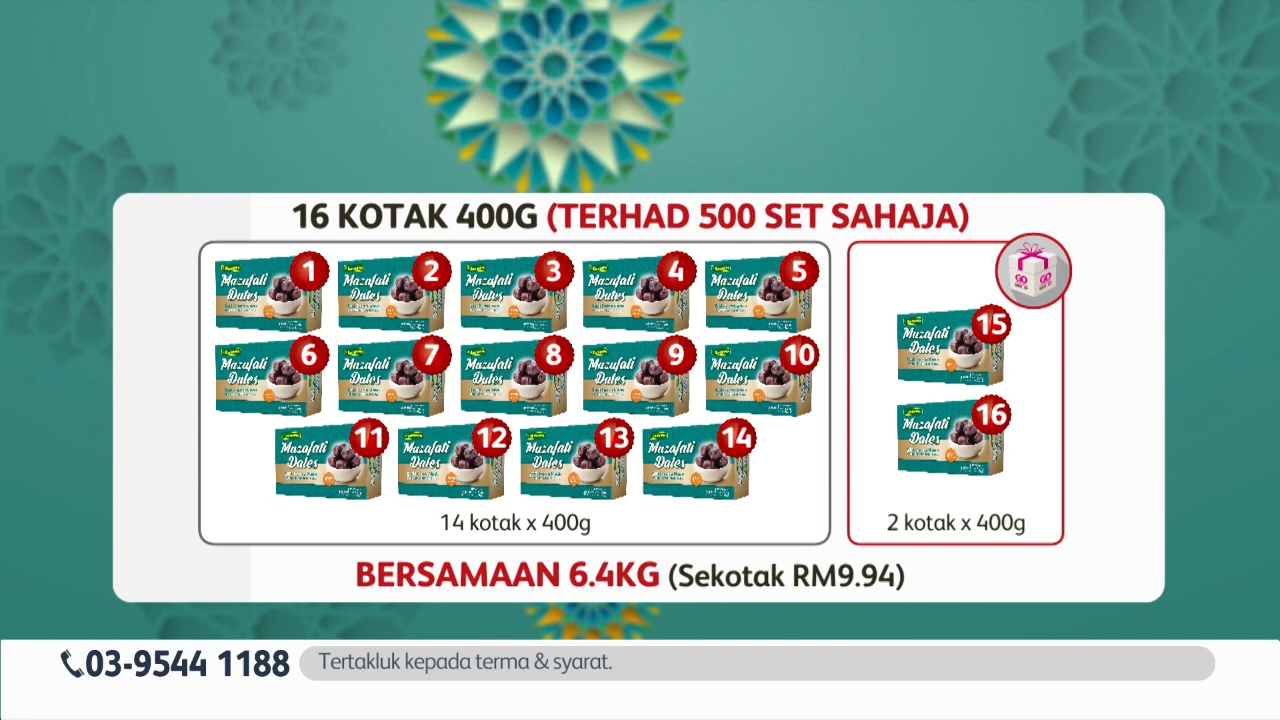 16 KOTAK 400G (TERHAD 500 SET SAHAJA)
1 2 3 4 5
Mazafati Dates
6 7 8 9 10
11 12 13 14
15
16
14 kotak x 400g
2 kotak x 400g
BERSAMAAN 6.4KG (Sekotak RM9.94)
03-9544 1188
Tertakluk kepada terma & syarat.